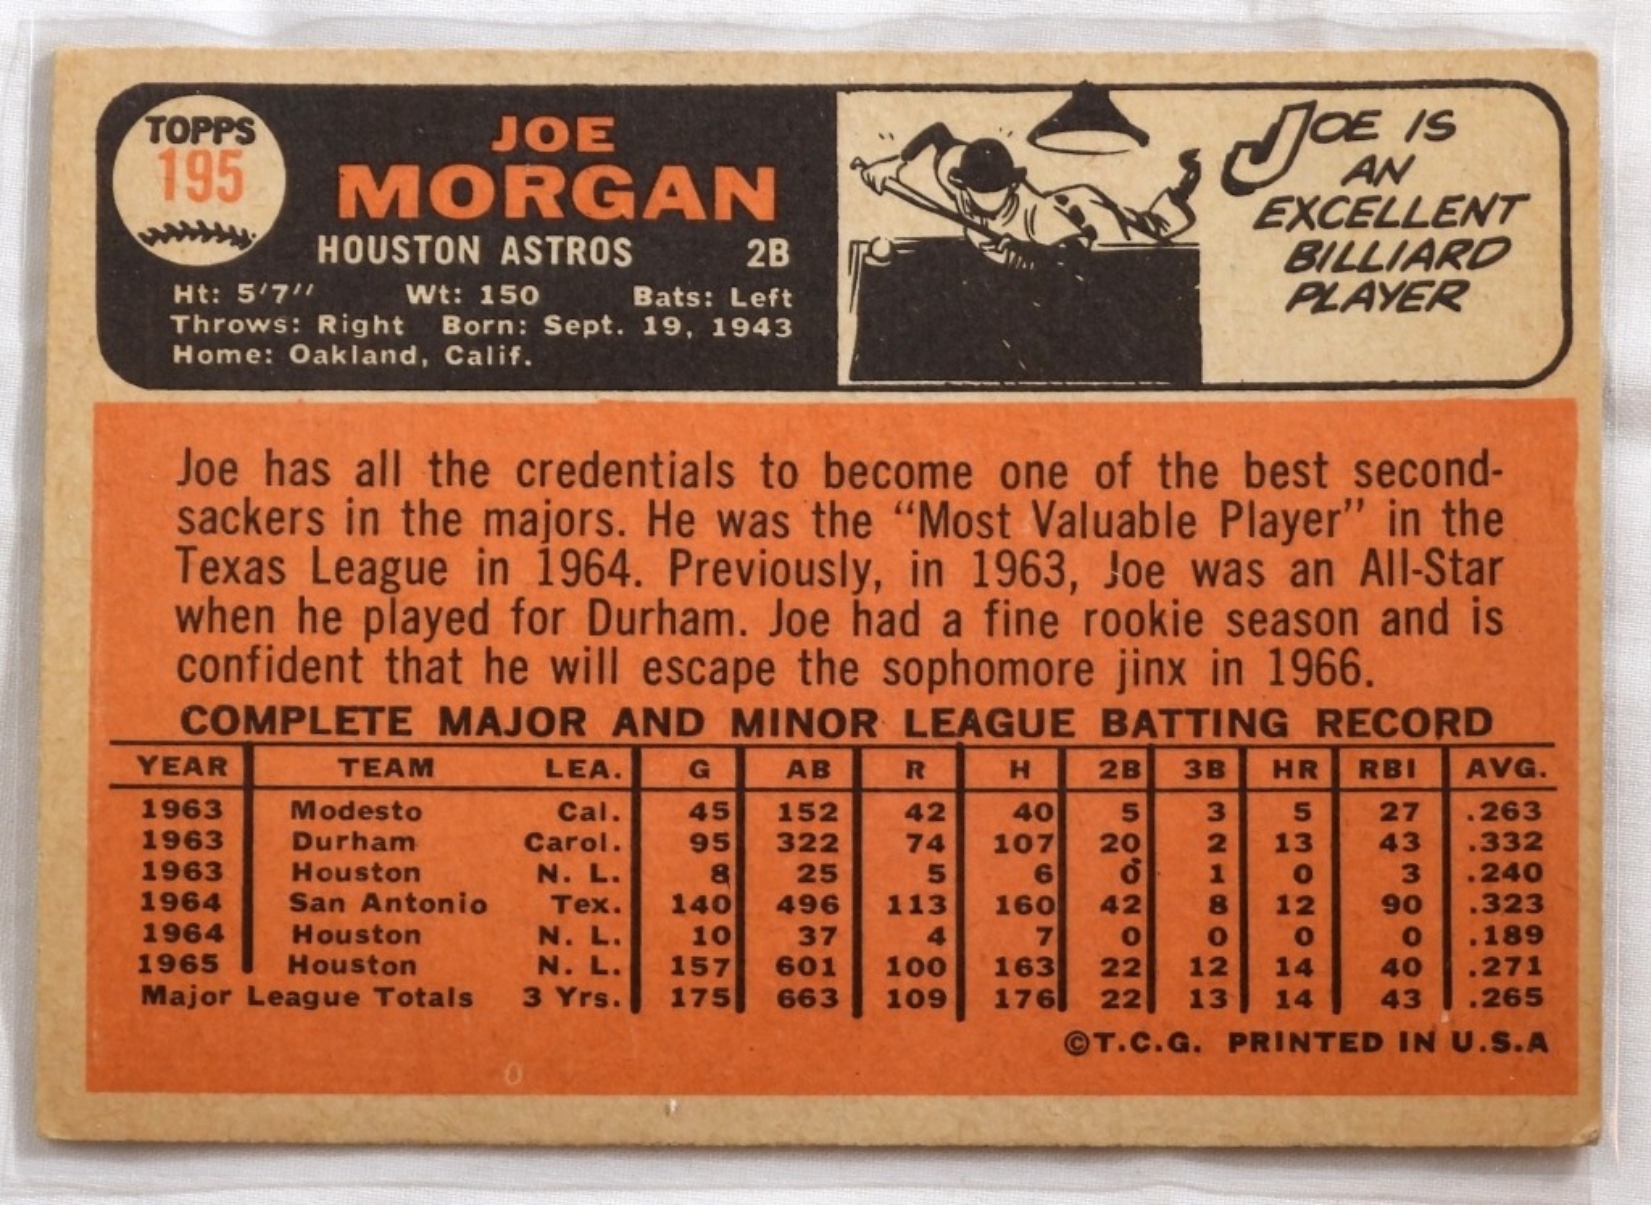 TOPPS
195
JOE
MORGAN
HOUSTON ASTROS 2B
Ht: 5'7" Wt: 150 Bats: Left
Throws: Right Born: Sept. 19, 1943
Home: Oakland, Calif.
JOE IS
AN
EXCELLENT
BILLIARD
PLAYER
Joe has all the credentials to become one of the best second-
sackers in the majors. He was the "Most Valuable Player" in the
Texas League in 1964. Previously, in 1963, Joe was an All-Star
when he played for Durham. Joe had a fine rookie season and is
confident that he will escape the sophomore jinx in 1966.
COMPLETE MAJOR AND MINOR LEAGUE BATTING RECORD
YEAR TEAM LEA. G AB R H 2B 3B HR RBI AVG.
1963 Modesto Cal. 45 152 42 40 5 3 5 27 .263
1963 Durham Carol. 95 322 74 107 20 2 13 43 .332
1963 Houston N. L. 8 25 5 6 0 1 0 3 .240
1964 San Antonio Tex. 140 496 113 160 42 8 12 90 .323
1964 Houston N. L. 10 37 4 7 0 0 0 0 .189
1965 Houston N. L. 157 601 100 163 22 12 14 40 .271
Major League Totals 3 Yrs. 175 663 109 176 22 13 14 43 .265
©T.C.G. PRINTED IN U.S.A